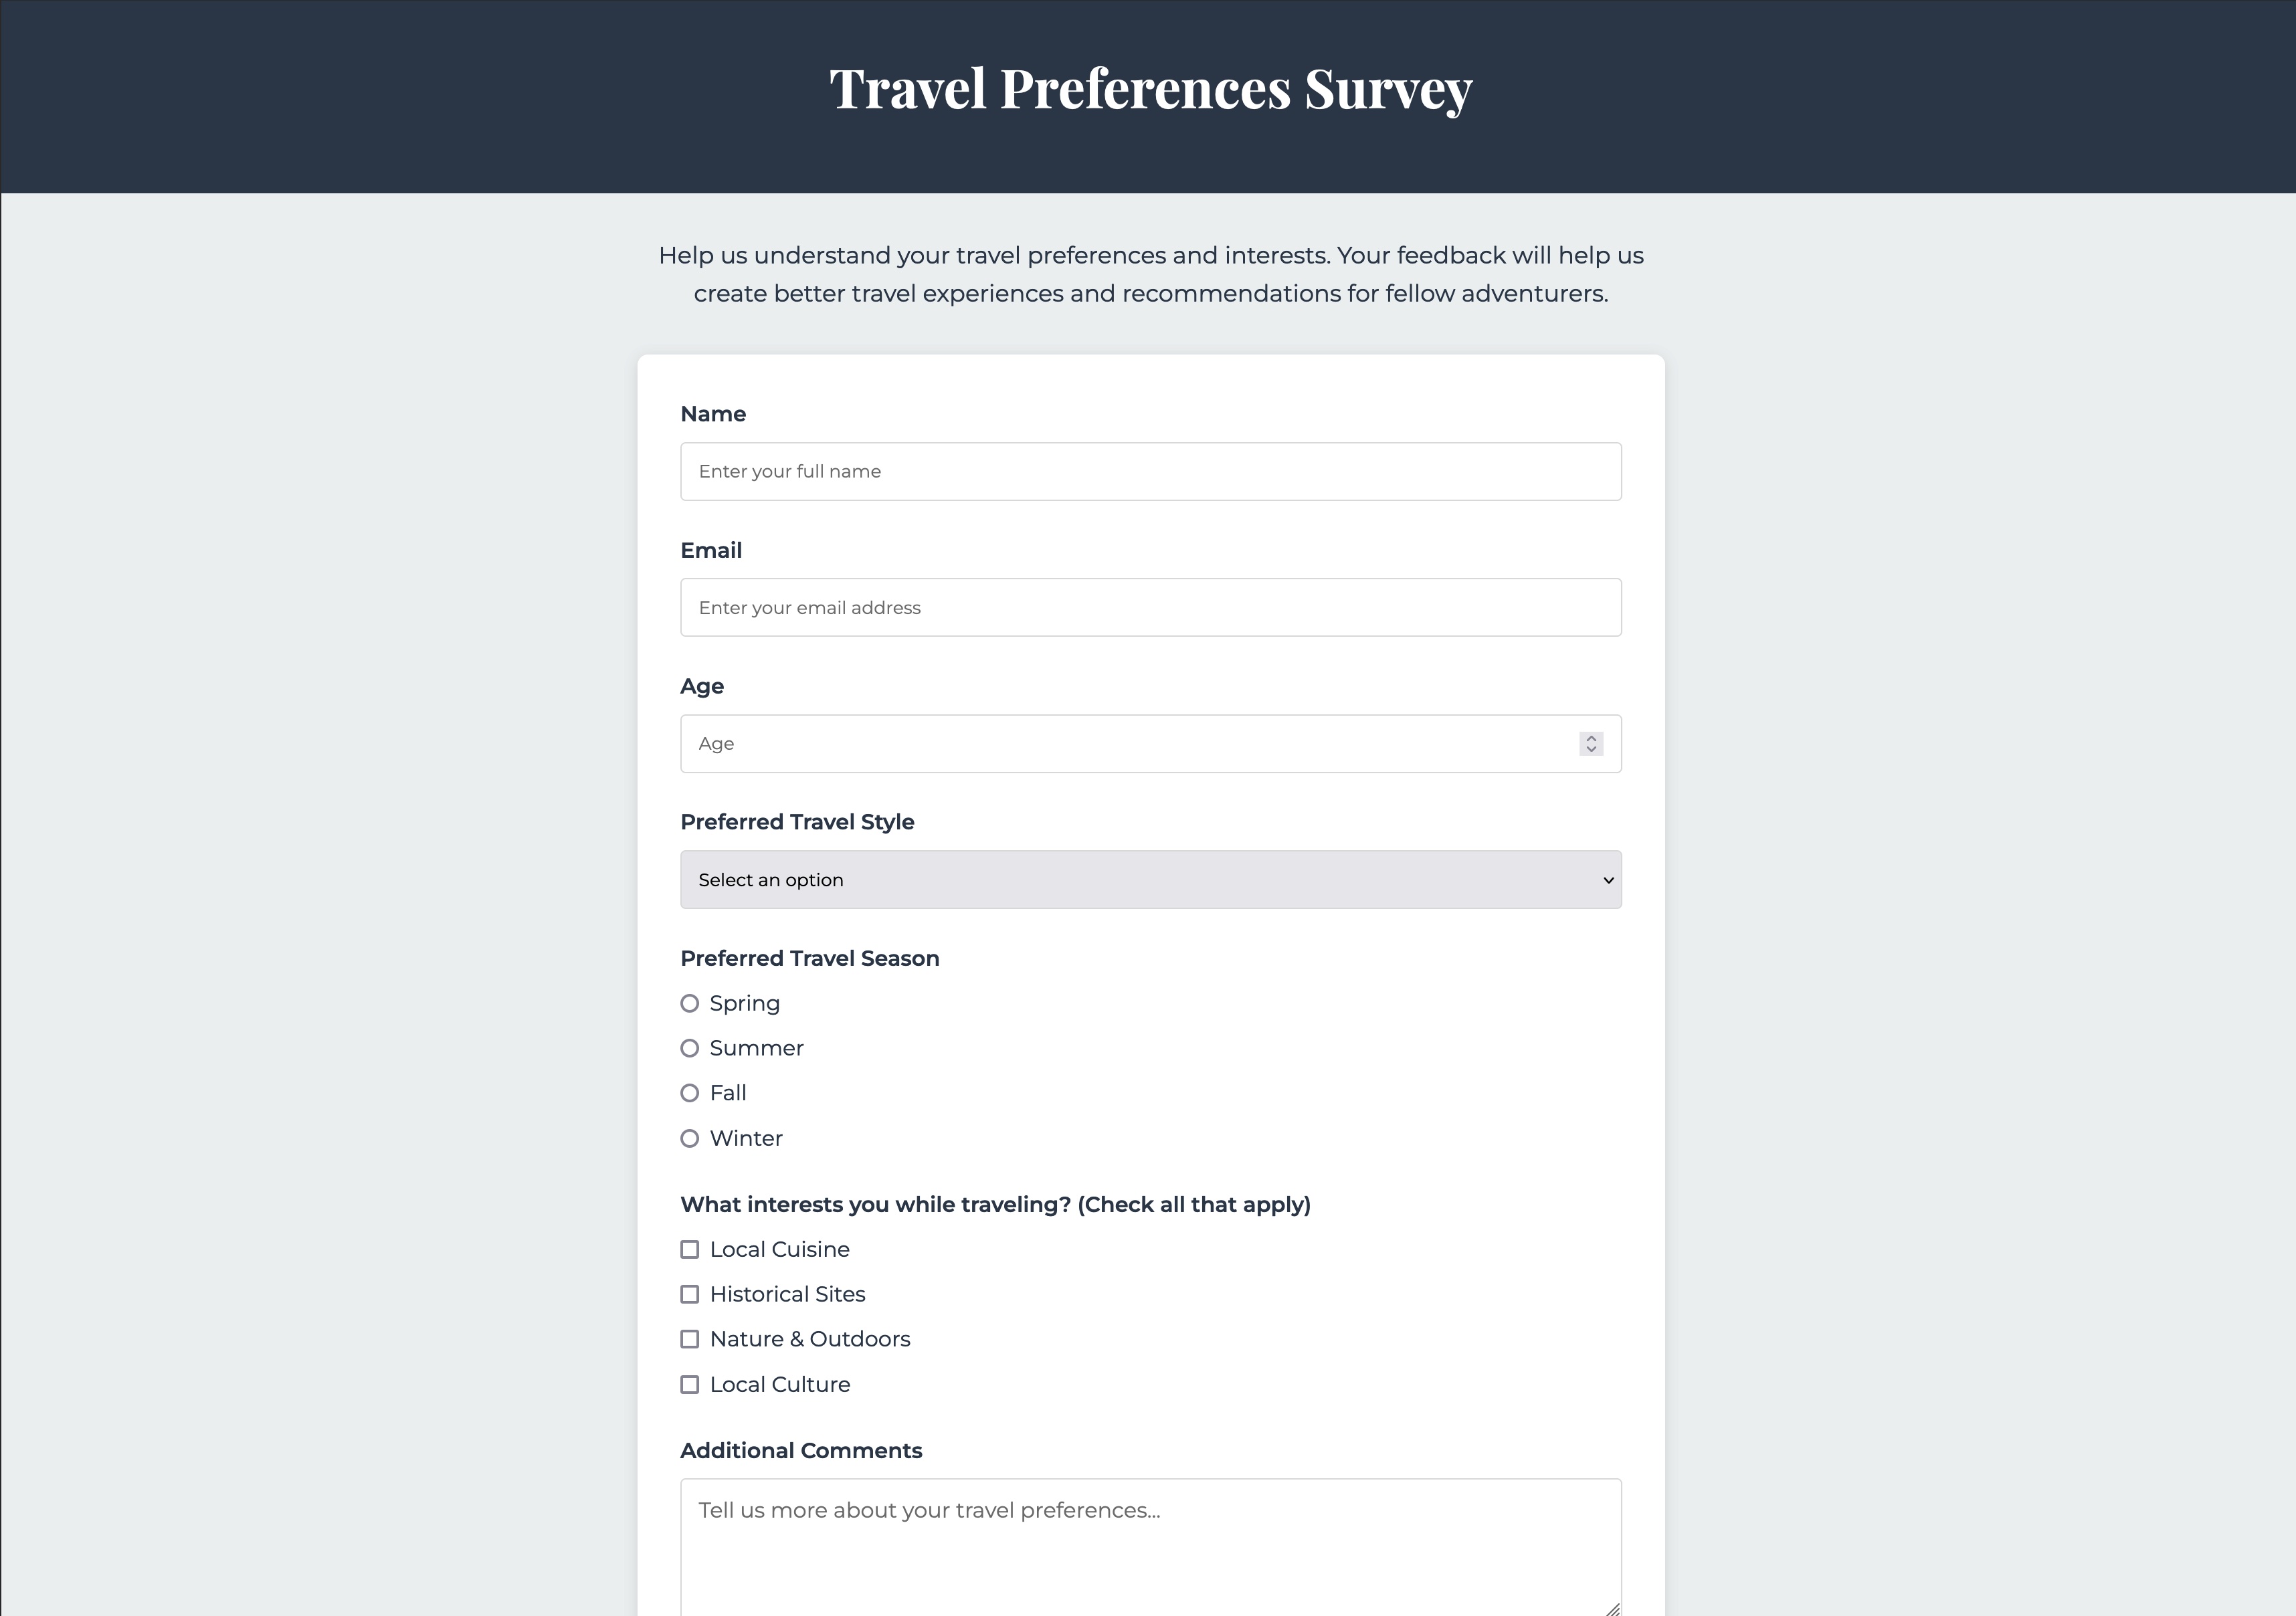 Travel Preferences Survey
Help us understand your travel preferences and interests. Your feedback will help us
create better travel experiences and recommendations for fellow adventurers.
Name
Enter your full name
Email
Enter your email address
Age
Age
Preferred Travel Style
Select an option
Preferred Travel Season
Spring
Summer
Fall
Winter
What interests you while traveling? (Check all that apply)
Local Cuisine
Historical Sites
Nature & Outdoors
Local Culture
Additional Comments
Tell us more about your travel preferences...